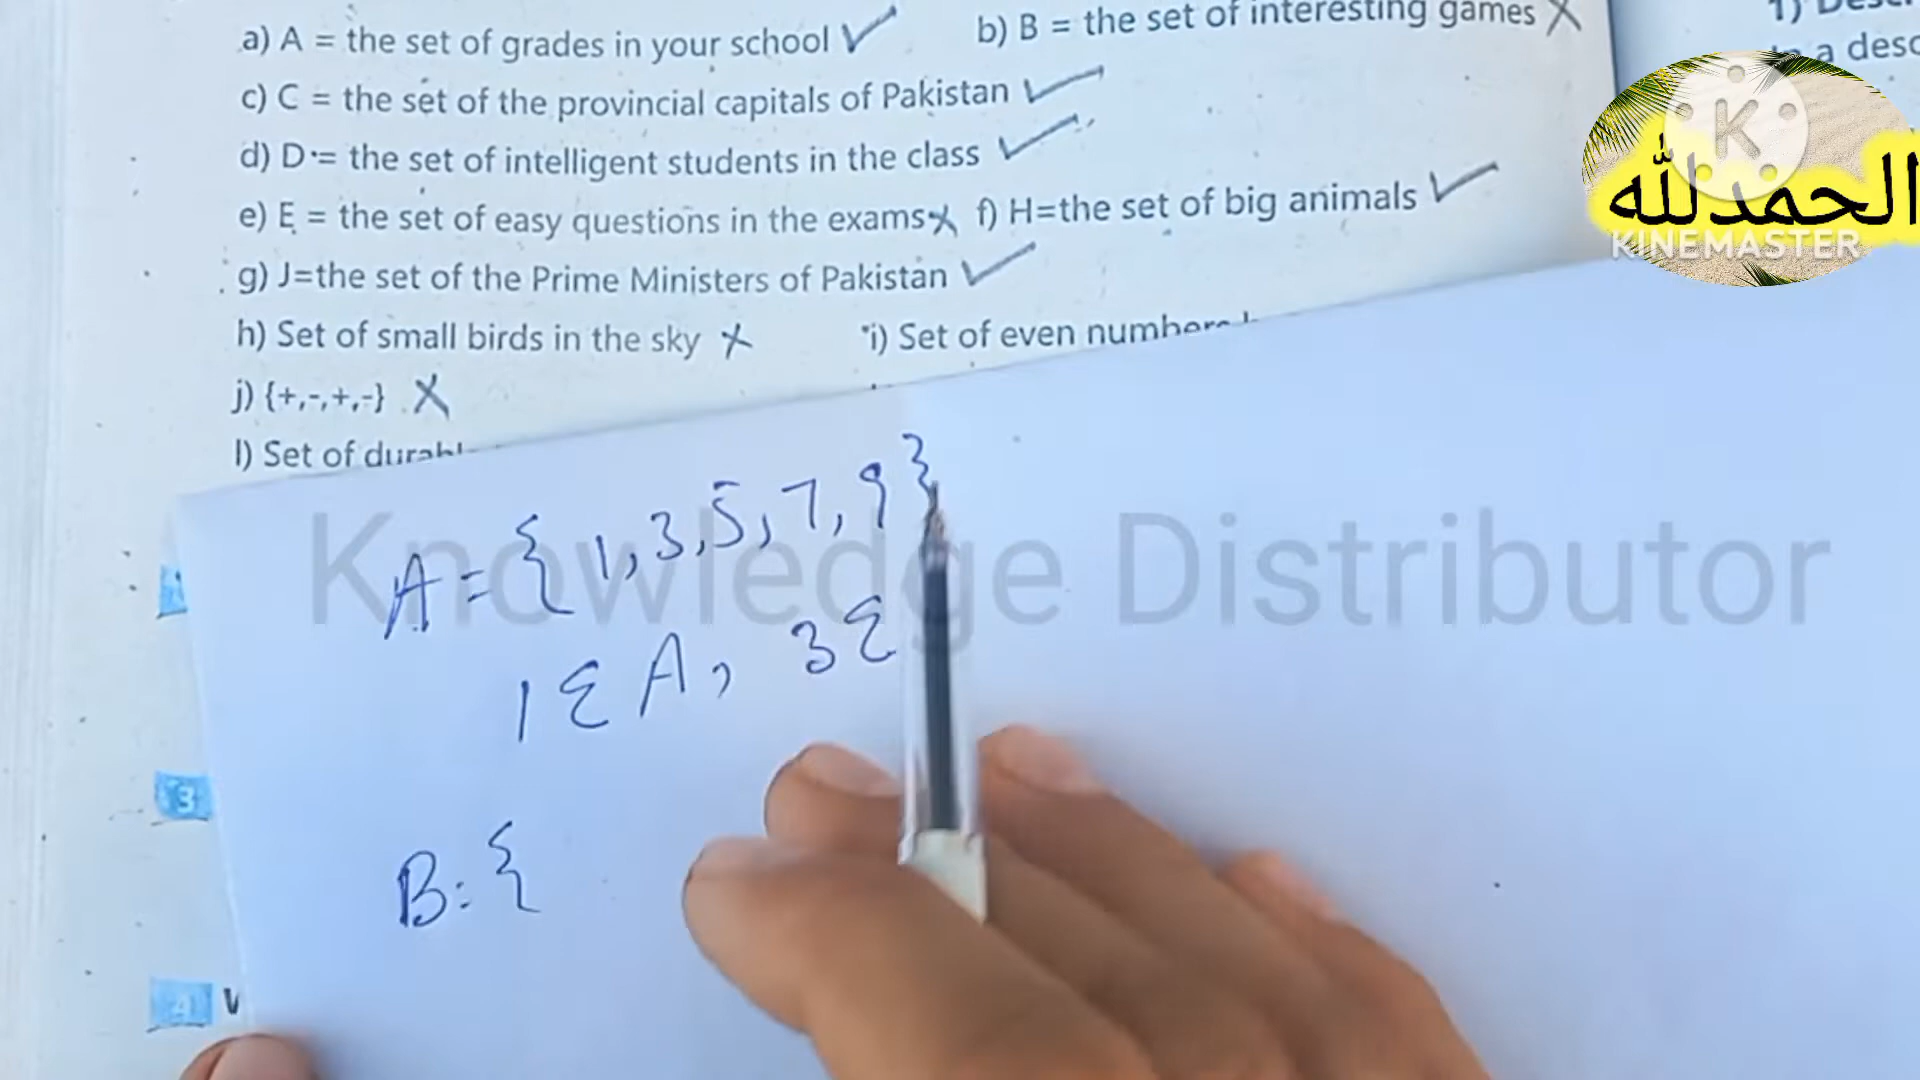 a) A = the set of grades in your school ✓
b) B = the set of interesting games X
c) C = the set of the provincial capitals of Pakistan ✓
d) D = the set of intelligent students in the class ✓
e) E = the set of easy questions in the exams X
f) H=the set of big animals ✓
g) J=the set of the Prime Ministers of Pakistan ✓
h) Set of small birds in the sky X
i) Set of even numbers
j) {+,-,+,-} X
l) Set of
1)
a
الحمدلله
K
KINEMASTER
Knowledge Distributor
A = { 1, 3, 5, 7, 9 }
1 ∈ A, 3 ∈
B: {
3
4